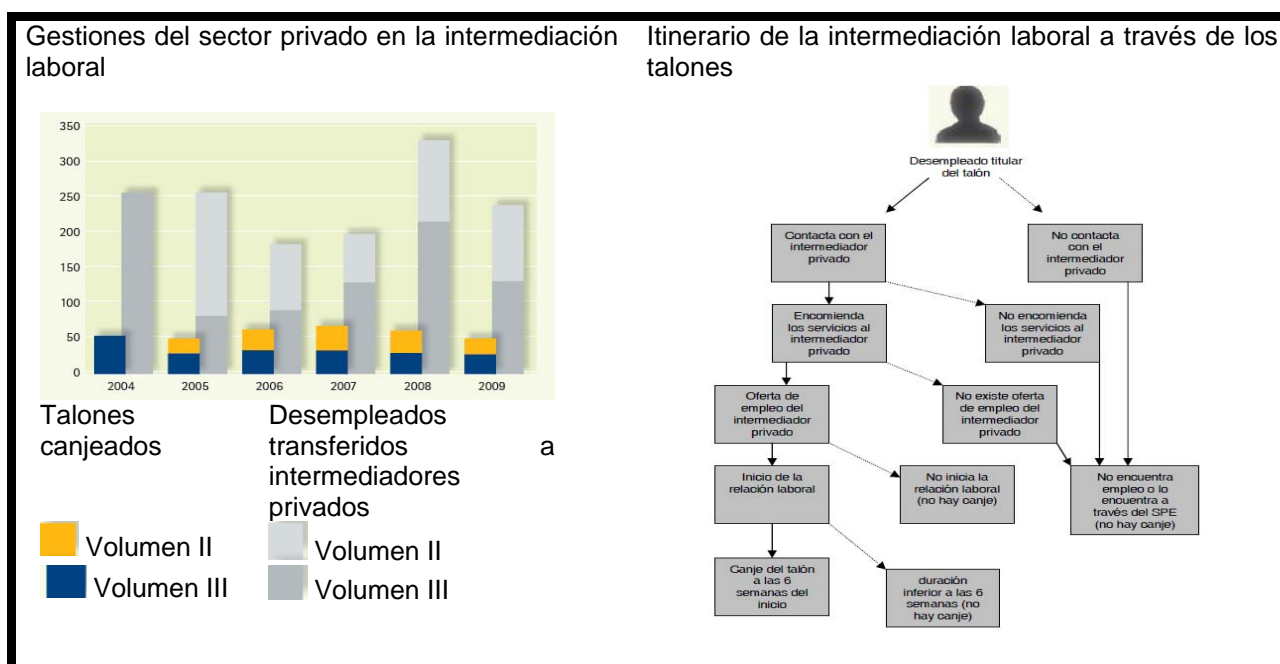 Gestiones del sector privado en la intermediación
laboral
350
300
250
200
150
100
50
0
2004 2005 2006 2007 2008 2009
Talones
canjeados
Desempleados
transferidos a
intermediadores
privados
Volumen II
Volumen III
Volumen II
Volumen III
Itinerario de la intermediación laboral a través de los
talones
Desempleado titular
del talón
Contacta con el
intermediador
privado
No contacta
con el
intermediador
privado
Encomienda
los servicios al
intermediador
privado
No encomienda
los servicios al
intermediador
privado
Oferta de
empleo del
intermediador
privado
No existe oferta
de empleo del
intermediador
privado
Inicio de la
relación laboral
No inicia la
relación laboral
(no hay canje)
No encuentra
empleo o lo
encuentra a
través del SPE
(no hay canje)
Canje del talón
a las 6
semanas del
inicio
duración
inferior a las 6
semanas (no
hay canje)